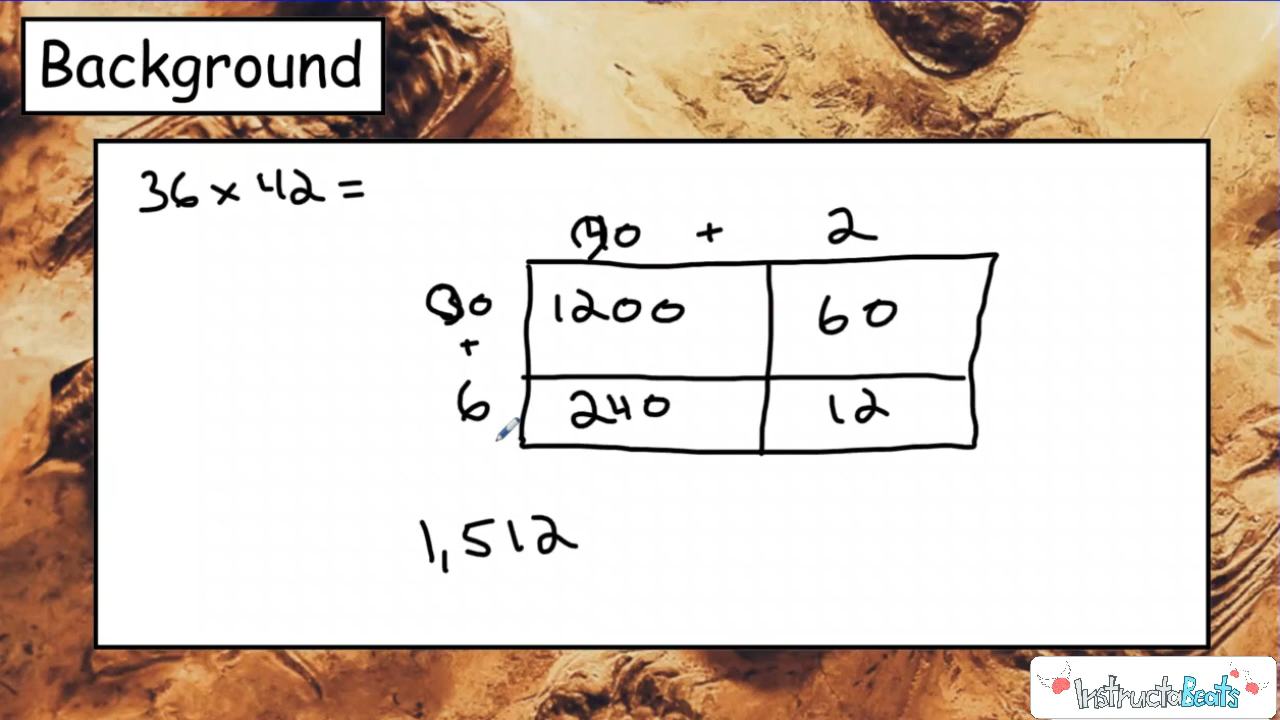 Background
36 x 42 =
40 + 2
30 1200 60
+
6 240 12
1,512
InstructaBeats